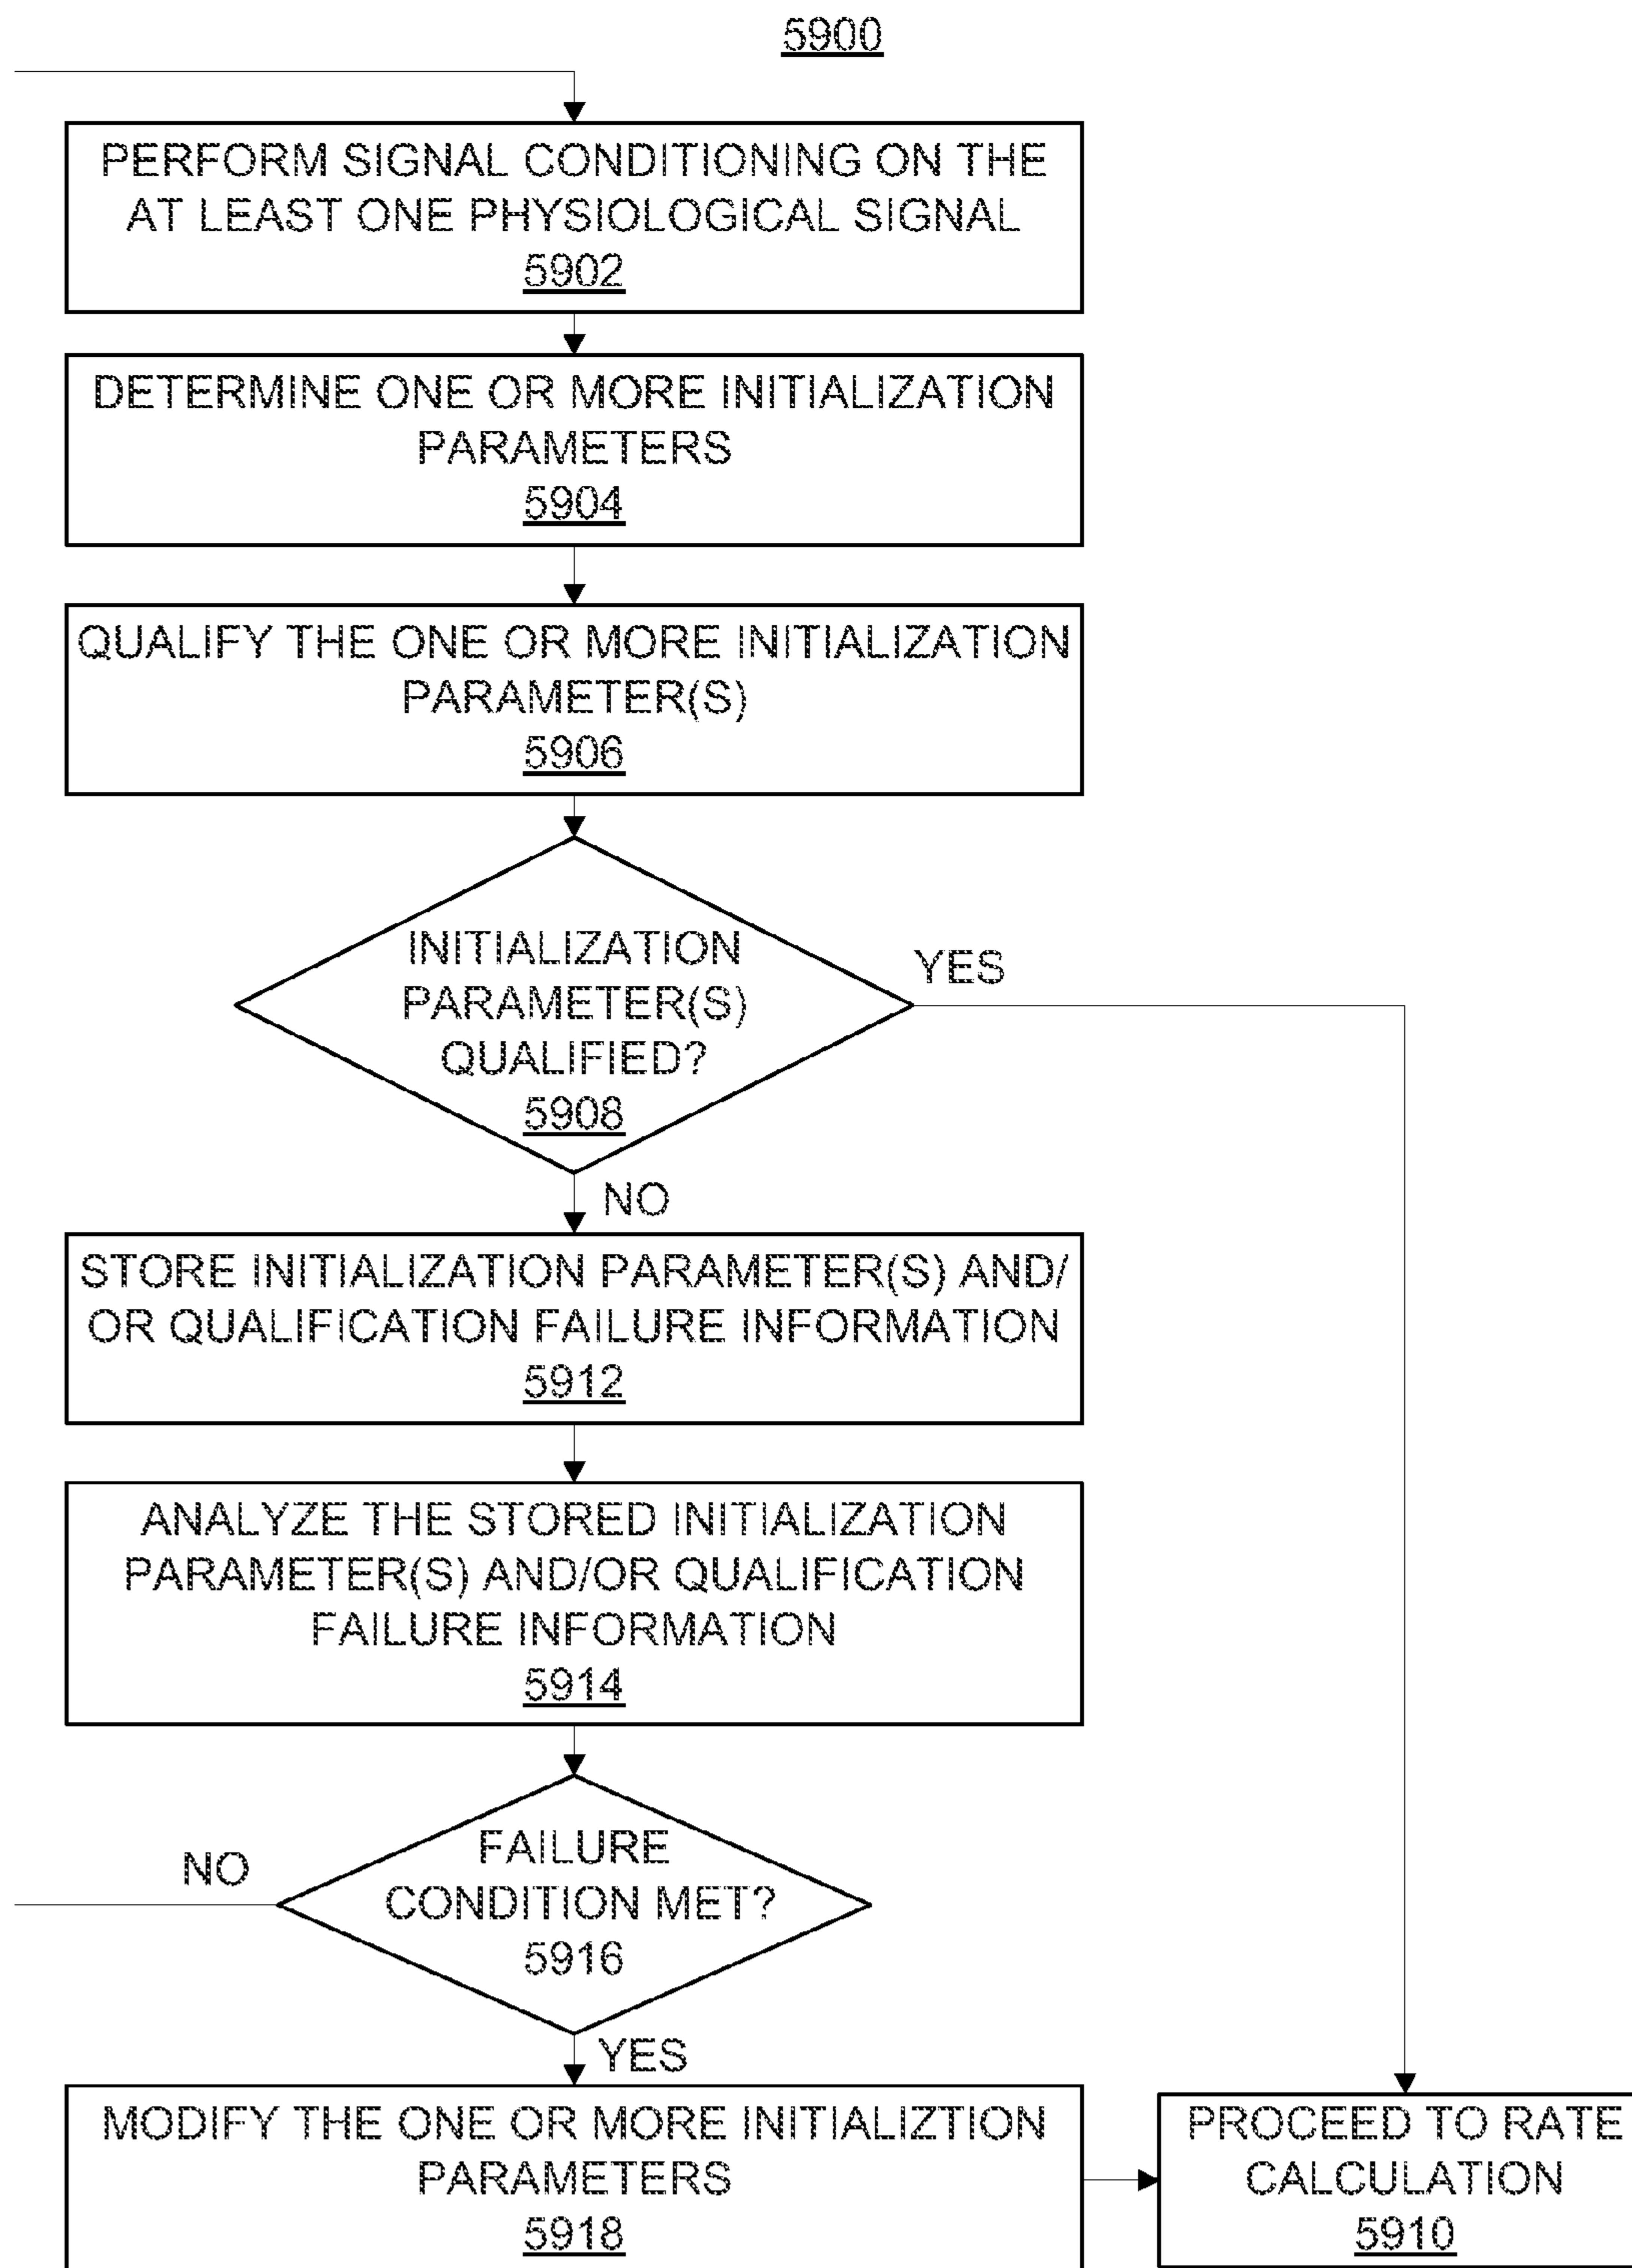 5900
PERFORM SIGNAL CONDITIONING ON THE
AT LEAST ONE PHYSIOLOGICAL SIGNAL
5902
DETERMINE ONE OR MORE INITIALIZATION
PARAMETERS
5904
QUALIFY THE ONE OR MORE INITIALIZATION
PARAMETER(S)
5906
INITIALIZATION
PARAMETER(S)
QUALIFIED?
5908
YES
NO
STORE INITIALIZATION PARAMETER(S) AND/
OR QUALIFICATION FAILURE INFORMATION
5912
ANALYZE THE STORED INITIALIZATION
PARAMETER(S) AND/OR QUALIFICATION
FAILURE INFORMATION
5914
FAILURE
CONDITION MET?
5916
NO
YES
MODIFY THE ONE OR MORE INITIALIZTION
PARAMETERS
5918
PROCEED TO RATE
CALCULATION
5910